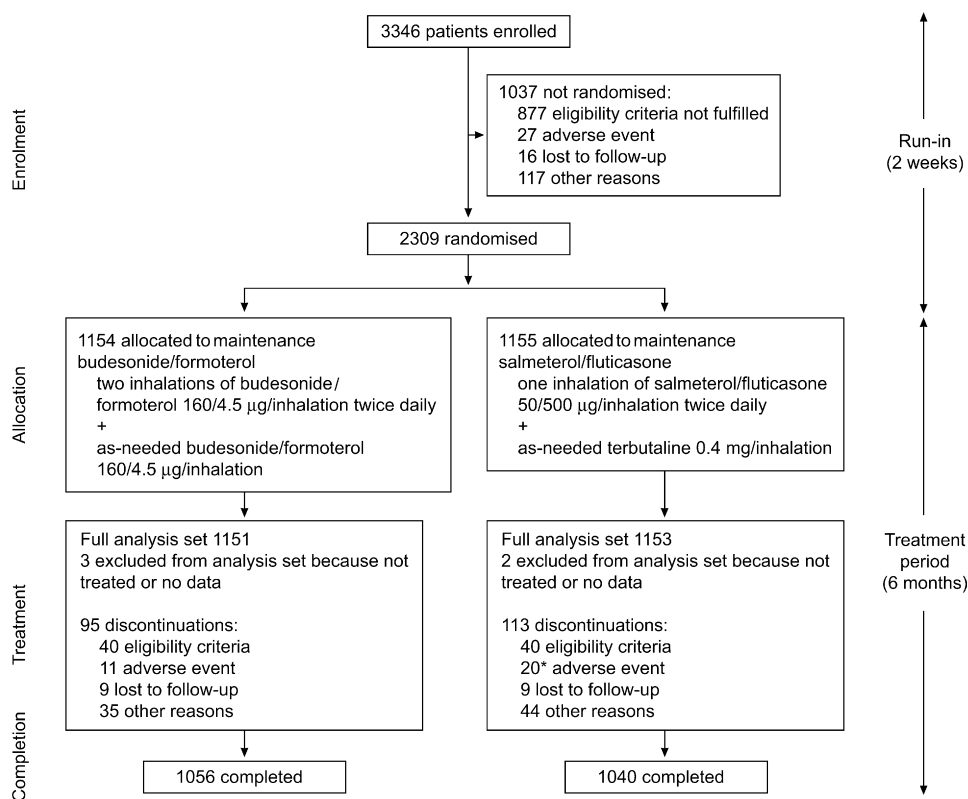 3346 patients enrolled
1037 not randomised:
877 eligibility criteria not fulfilled
27 adverse event
16 lost to follow-up
117 other reasons
Enrolment
Run-in
(2 weeks)
2309 randomised
1154 allocated to maintenance
budesonide/formoterol
two inhalations of budesonide/
formoterol 160/4.5 µg/inhalation twice daily
+
as-needed budesonide/formoterol
160/4.5 µg/inhalation
1155 allocated to maintenance
salmeterol/fluticasone
one inhalation of salmeterol/fluticasone
50/500 µg/inhalation twice daily
+
as-needed terbutaline 0.4 mg/inhalation
Allocation
Full analysis set 1151
3 excluded from analysis set because not
treated or no data
95 discontinuations:
40 eligibility criteria
11 adverse event
9 lost to follow-up
35 other reasons
Full analysis set 1153
2 excluded from analysis set because not
treated or no data
113 discontinuations:
40 eligibility criteria
20* adverse event
9 lost to follow-up
44 other reasons
Treatment
Treatment
period
(6 months)
1056 completed
1040 completed
Completion